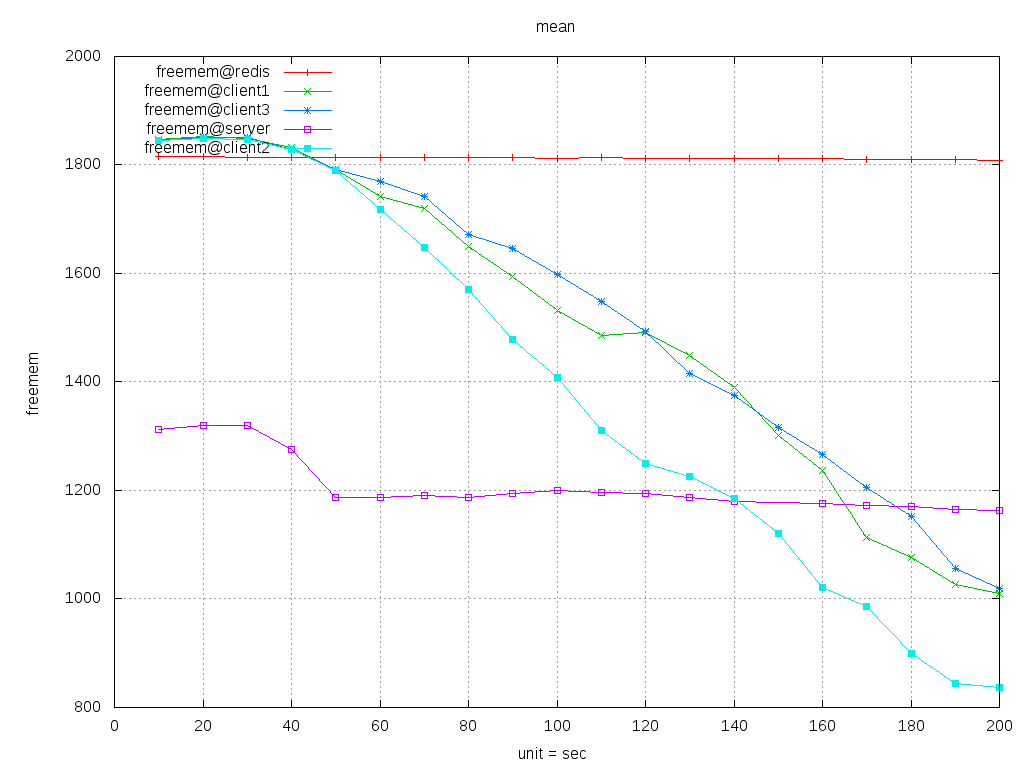 mean
2000
1800
1600
1400
1200
1000
800
freemem
freemem@redis
freemem@client1
freemem@client3
freemem@server
freemem@client2
0 20 40 60 80 100 120 140 160 180 200
unit = sec